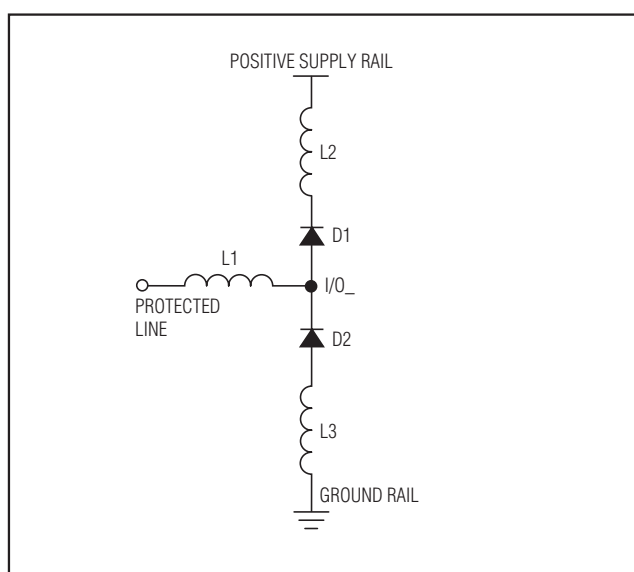 POSITIVE SUPPLY RAIL
L2
D1
L1
I/O_
PROTECTED
LINE
D2
L3
GROUND RAIL